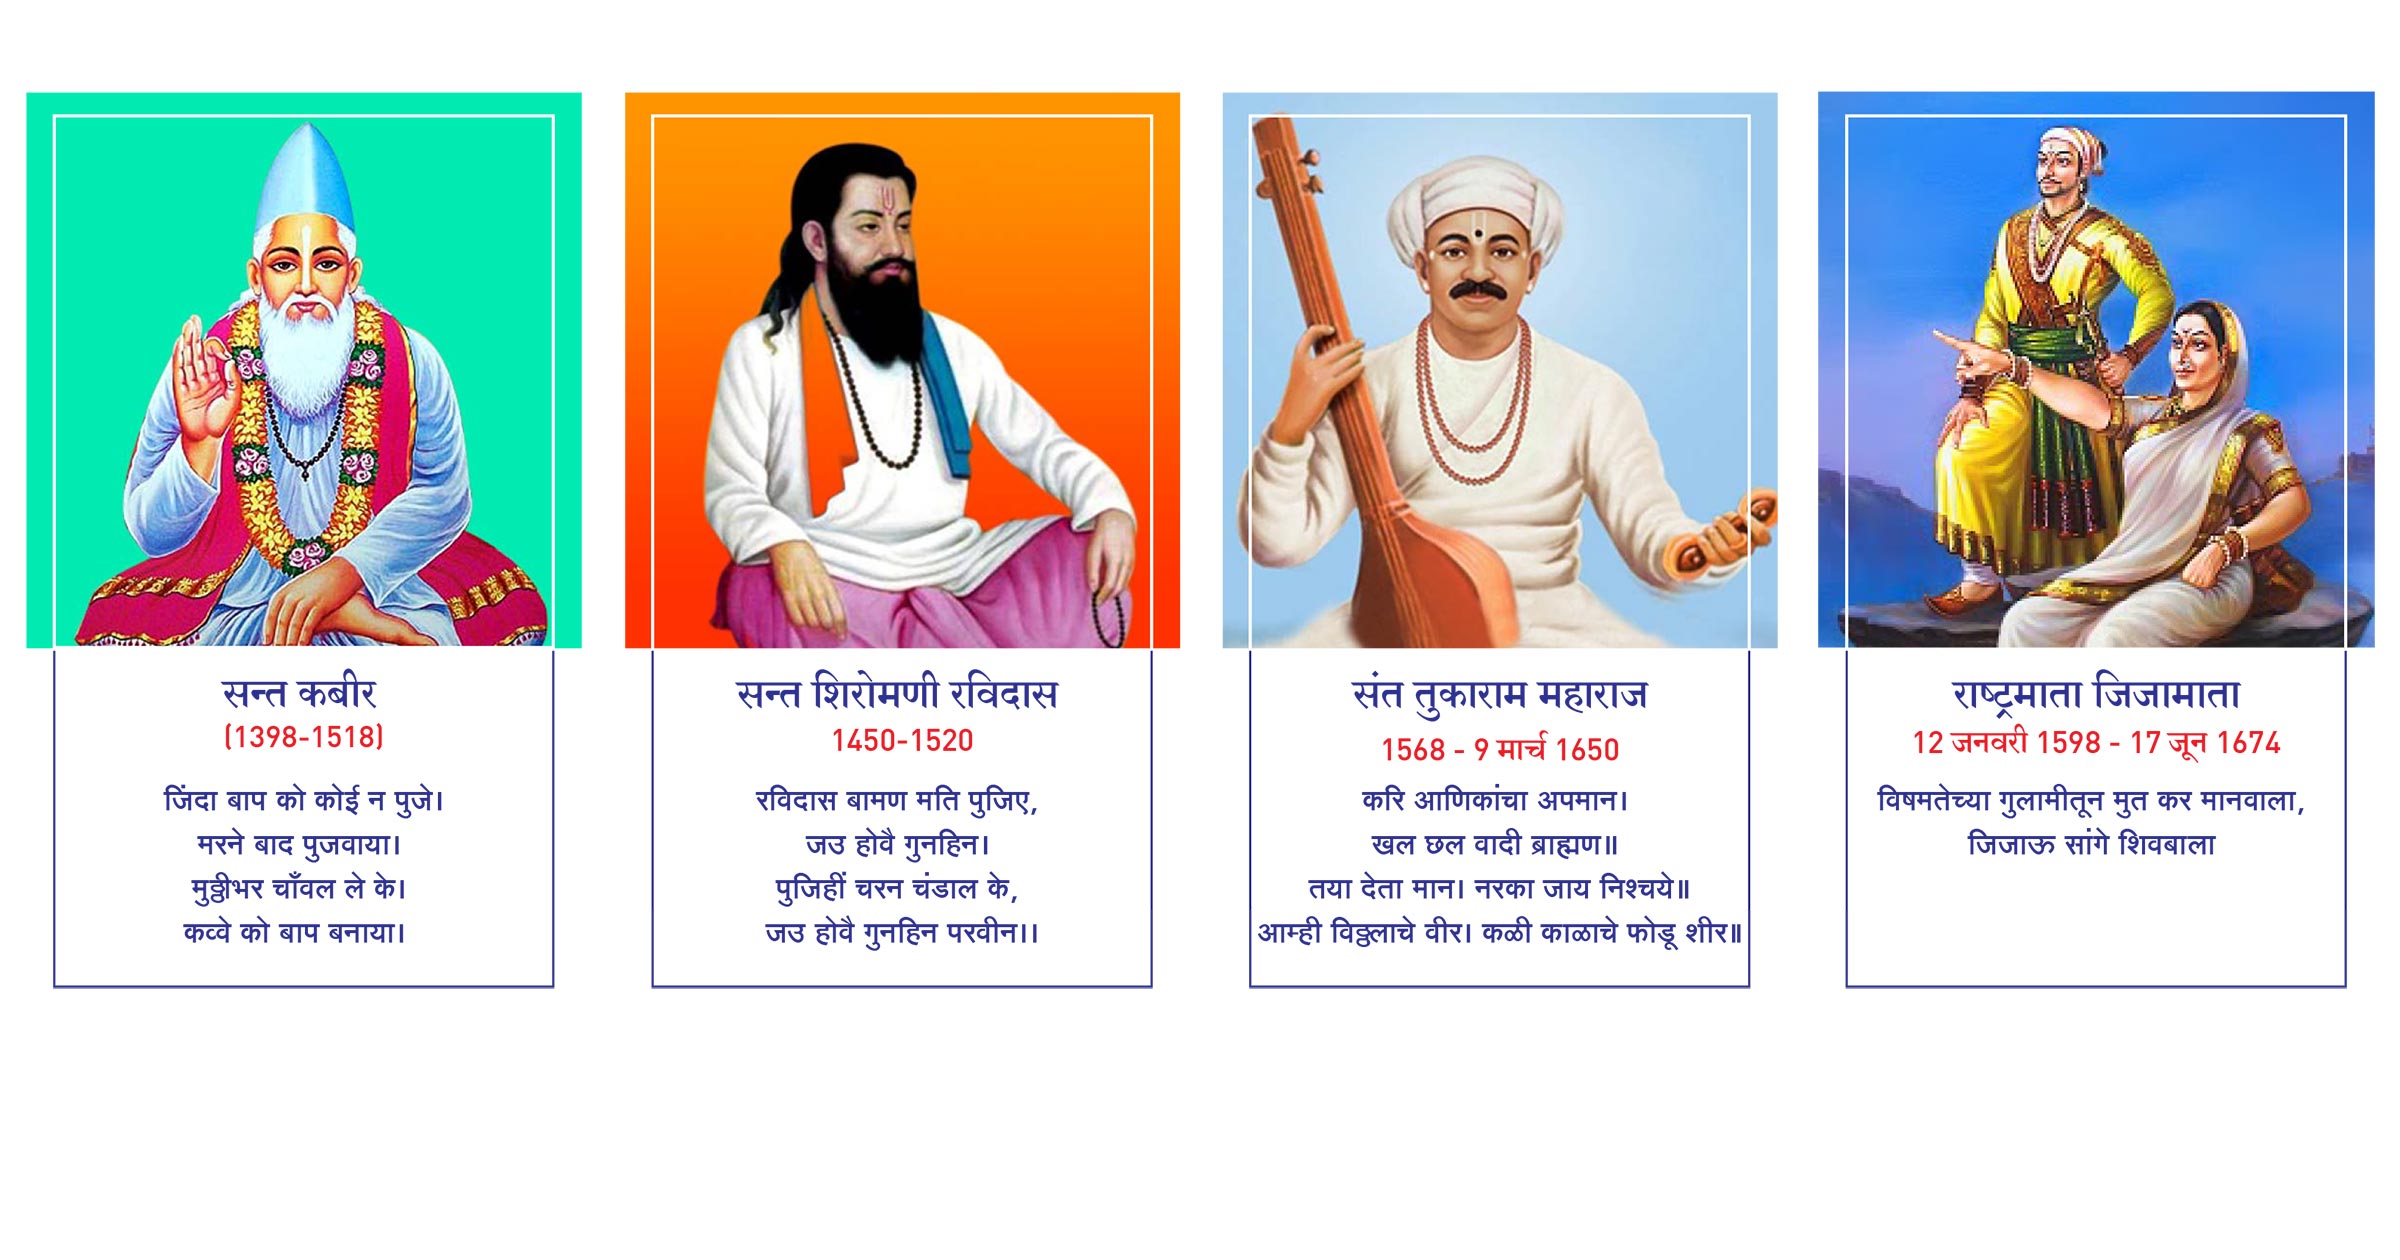 सन्त कबीर
(1398-1518)
जिंदा बाप को कोई न पुजे।
मरने बाद पुजवाया।
मुठ्ठीभर चाँवल ले के।
कव्वे को बाप बनाया।
सन्त शिरोमणी रविदास
1450-1520
रविदास बामण मति पुजिए,
जउ होवै गुनहिन।
पुजिहीं चरन चंडाल के,
जउ होवै गुनहिन परवीन।।
संत तुकाराम महाराज
1568 - 9 मार्च 1650
करि आणिकांचा अपमान।
खल छल वादी ब्राह्मण॥
तया देता मान। नरका जाय निश्चये॥
आम्ही विठ्ठलाचे वीर। कळी काळाचे फोडू शीर॥
राष्ट्रमाता जिजामाता
12 जनवरी 1598 - 17 जून 1674
विषमतेच्या गुलामीतून मुत कर मानवाला,
जिजाऊ सांगे शिवबाला